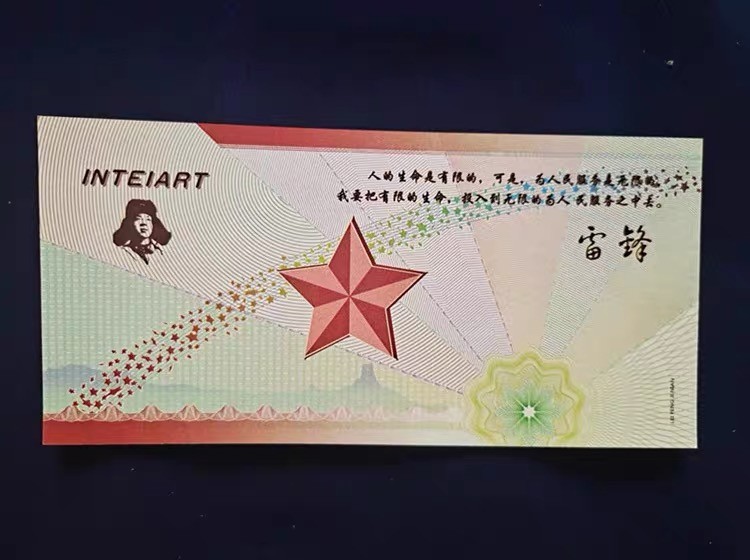 INTEIART
人的生命是有限的，可是，为人民服务是无限的，
我要把有限的生命，投入到无限的为人民服务之中去。
雷锋